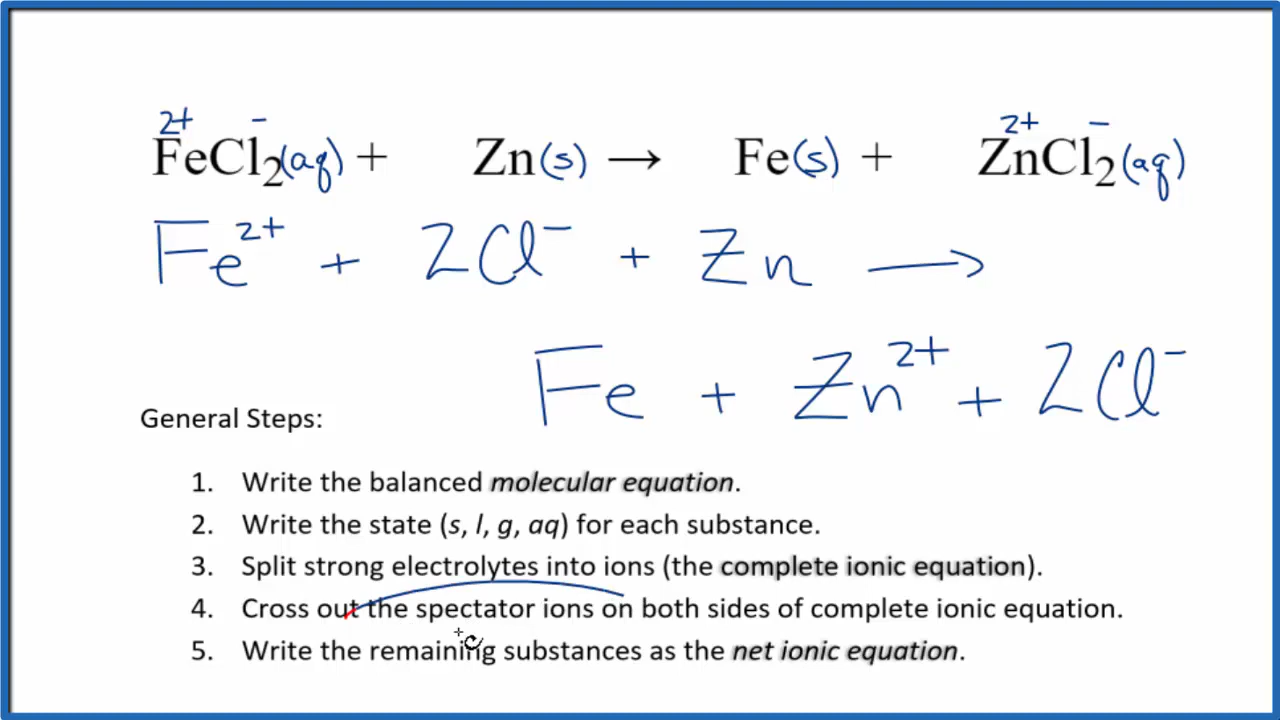 2+ - 2+ -
FeCl₂(aq) + Zn(s) → Fe(s) + ZnCl₂(aq)
Fe²⁺ + 2Cl⁻ + Zn →
Fe + Zn²⁺ + 2Cl⁻
General Steps:
1. Write the balanced molecular equation.
2. Write the state (s, l, g, aq) for each substance.
3. Split strong electrolytes into ions (the complete ionic equation).
4. Cross out the spectator ions on both sides of complete ionic equation.
5. Write the remaining substances as the net ionic equation.